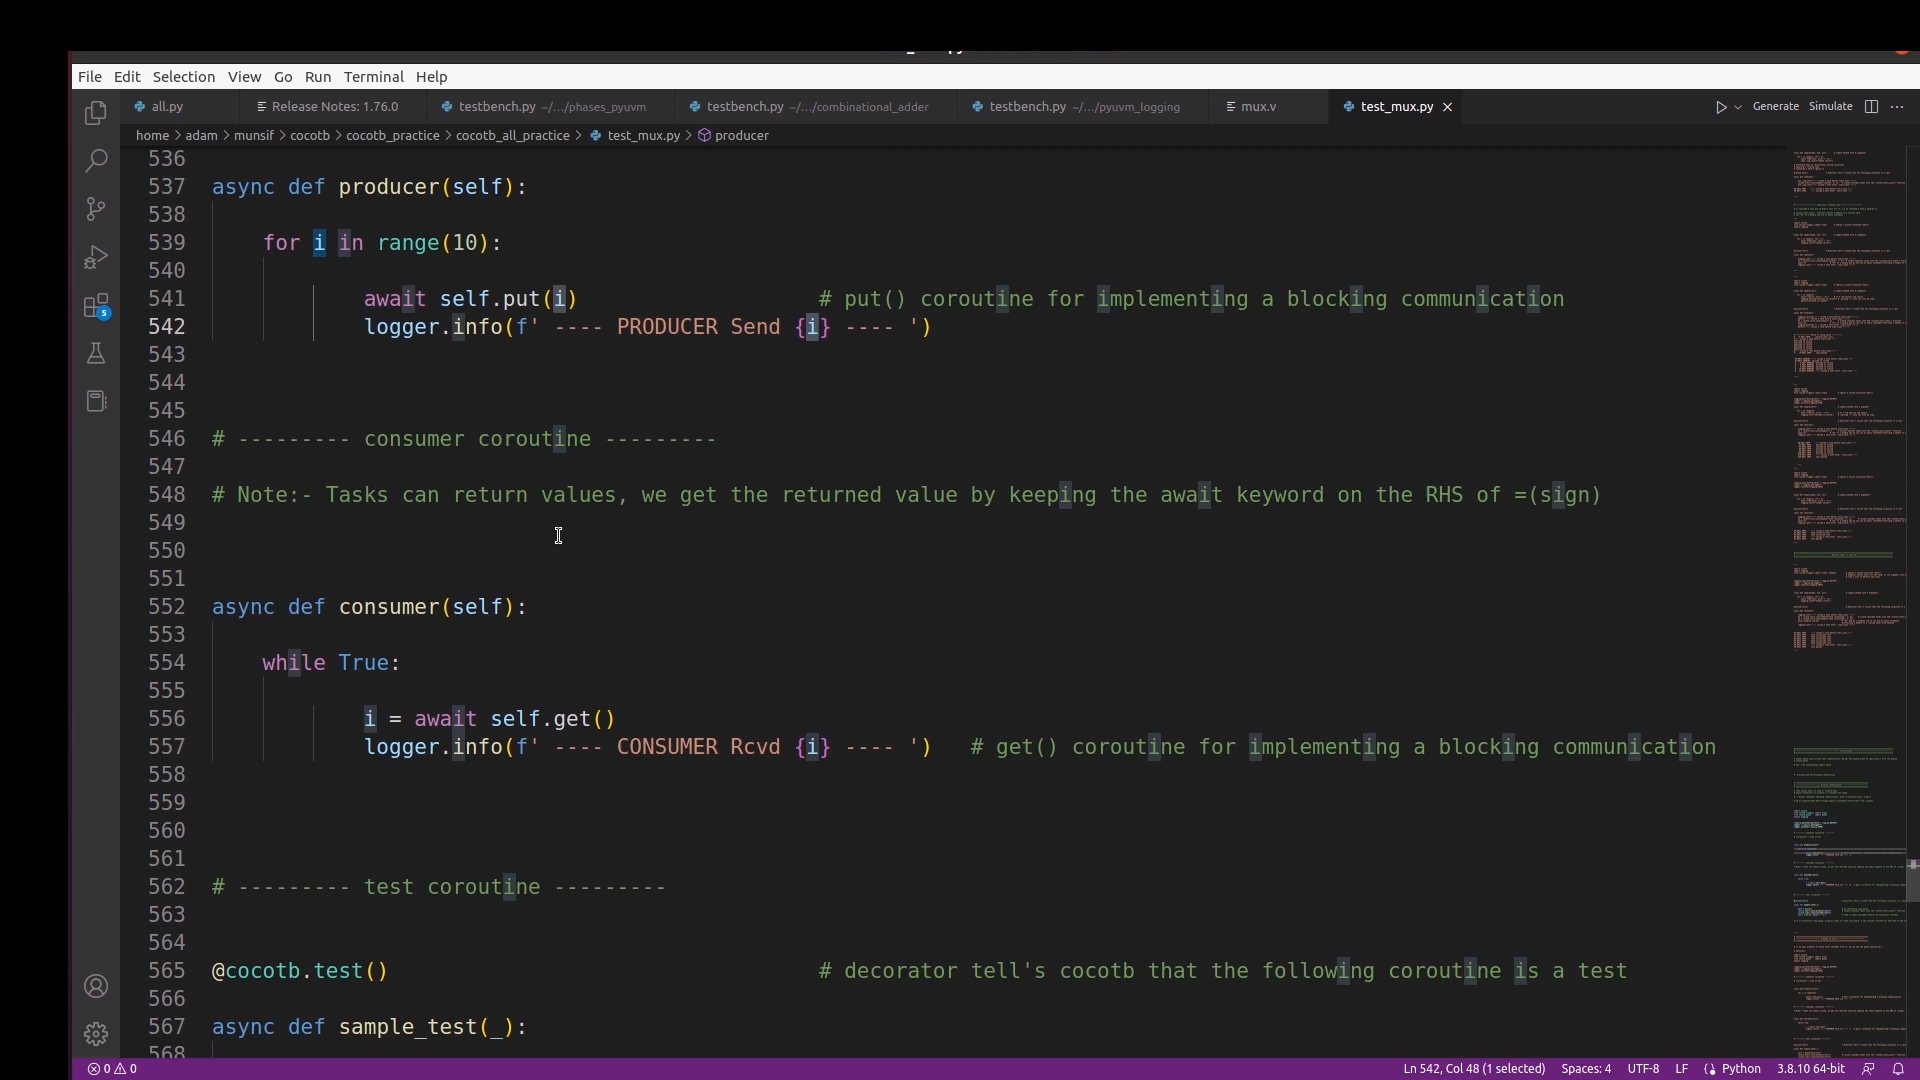 File Edit Selection View Go Run Terminal Help
all.py Release Notes: 1.76.0 testbench.py ~/.../phases_pyuvm testbench.py ~/.../combinational_adder testbench.py ~/.../pyuvm_logging mux.v test_mux.py Generate Simulate
home > adam > munsif > cocotb > cocotb_practice > cocotb_all_practice > test_mux.py > producer
536
537 async def producer(self):
538
539 for i in range(10):
540
541 await self.put(i) # put() coroutine for implementing a blocking communication
542 logger.info(f' ---- PRODUCER Send {i} ---- ')
543
544
545
546 # --------- consumer coroutine ---------
547
548 # Note:- Tasks can return values, we get the returned value by keeping the await keyword on the RHS of =(sign)
549
550
551
552 async def consumer(self):
553
554 while True:
555
556 i = await self.get()
557 logger.info(f' ---- CONSUMER Rcvd {i} ---- ') # get() coroutine for implementing a blocking communication
558
559
560
561
562 # --------- test coroutine ---------
563
564
565 @cocotb.test() # decorator tell's cocotb that the following coroutine is a test
566
567 async def sample_test(_):
568
5
0 0 Ln 542, Col 48 (1 selected) Spaces: 4 UTF-8 LF Python 3.8.10 64-bit